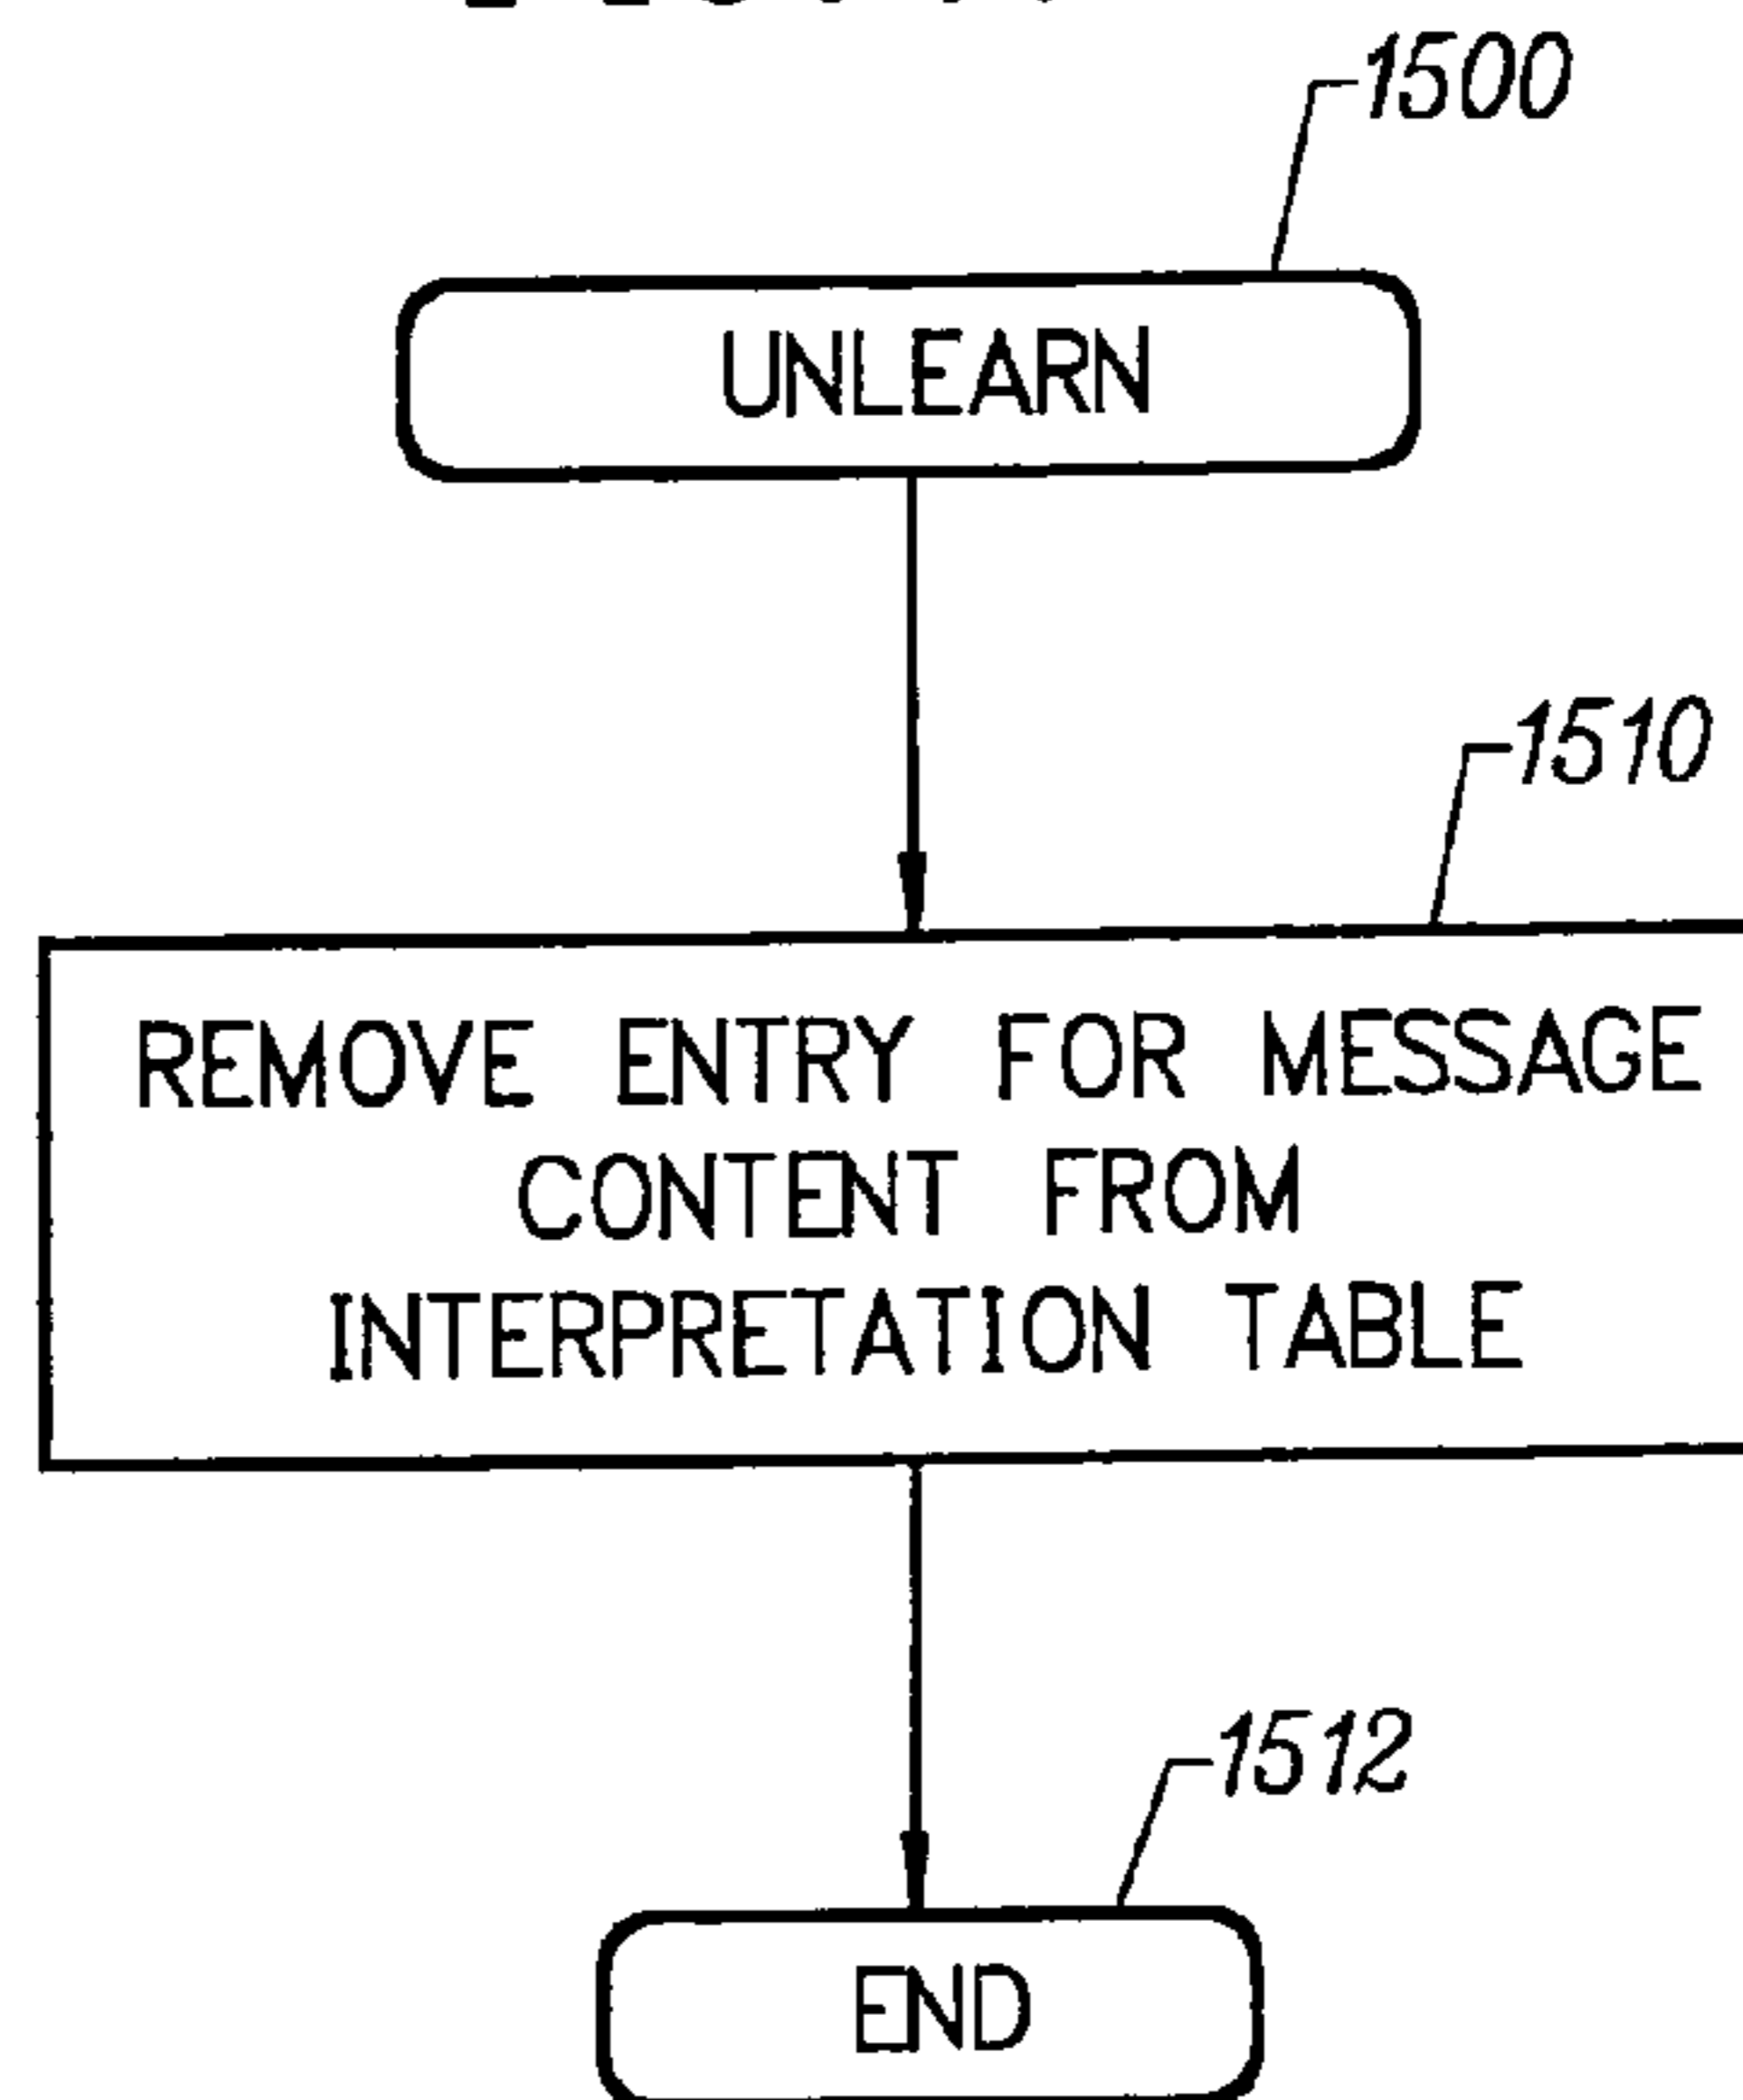 1500
UNLEARN
1510
REMOVE ENTRY FOR MESSAGE
CONTENT FROM
INTERPRETATION TABLE
1512
END